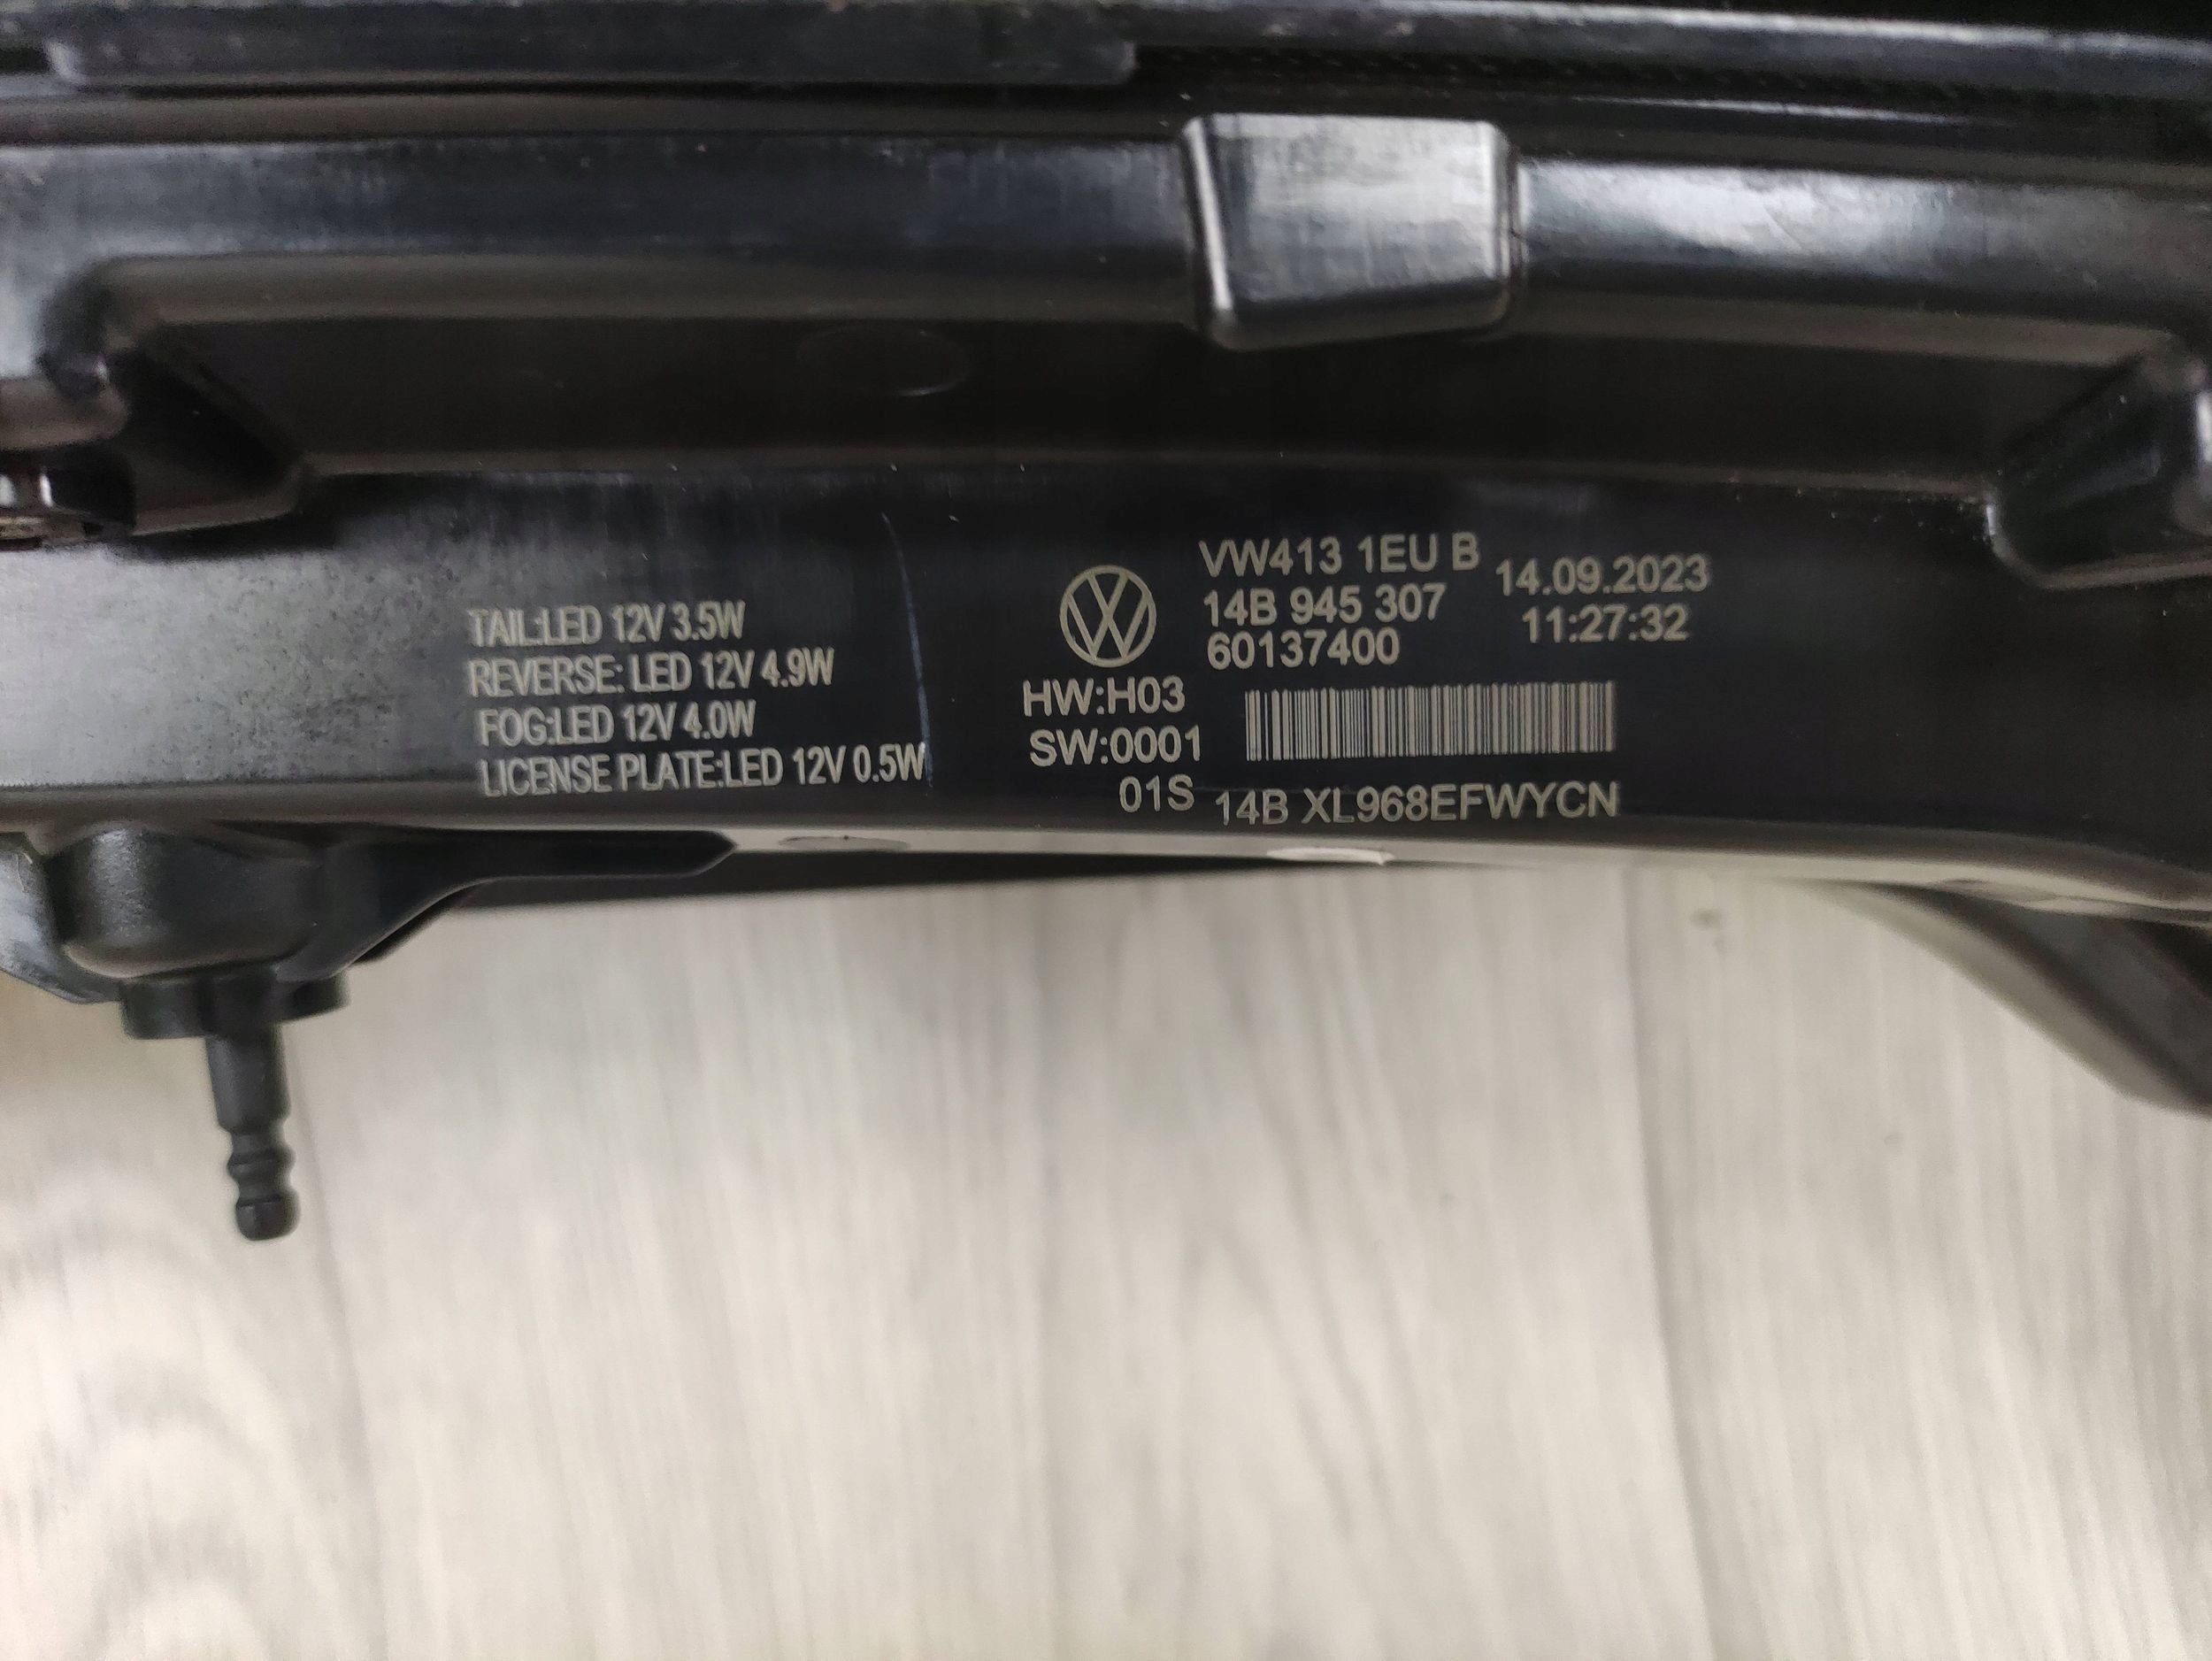 TAIL:LED 12V 3.5W
REVERSE: LED 12V 4.9W
FOG:LED 12V 4.0W
LICENSE PLATE:LED 12V 0.5W
VW413 1EU B
14B 945 307
60137400
14.09.2023
11:27:32
HW:H03
SW:0001
01S
14B XL968EFWYCN